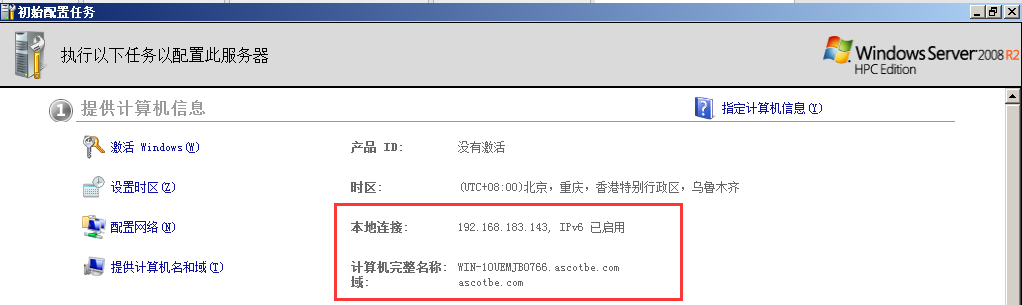 初始配置任务
执行以下任务以配置此服务器
Windows Server 2008 R2
HPC Edition
1 提供计算机信息
指定计算机信息(Y)
激活 Windows(W)
产品 ID: 没有激活
设置时区(Z)
时区: (UTC+08:00)北京，重庆，香港特别行政区，乌鲁木齐
配置网络(N)
本地连接: 192.168.183.143, IPv6 已启用
提供计算机名和域(I)
计算机完整名称: WIN-10UEMJBO766.ascotbe.com
域: ascotbe.com